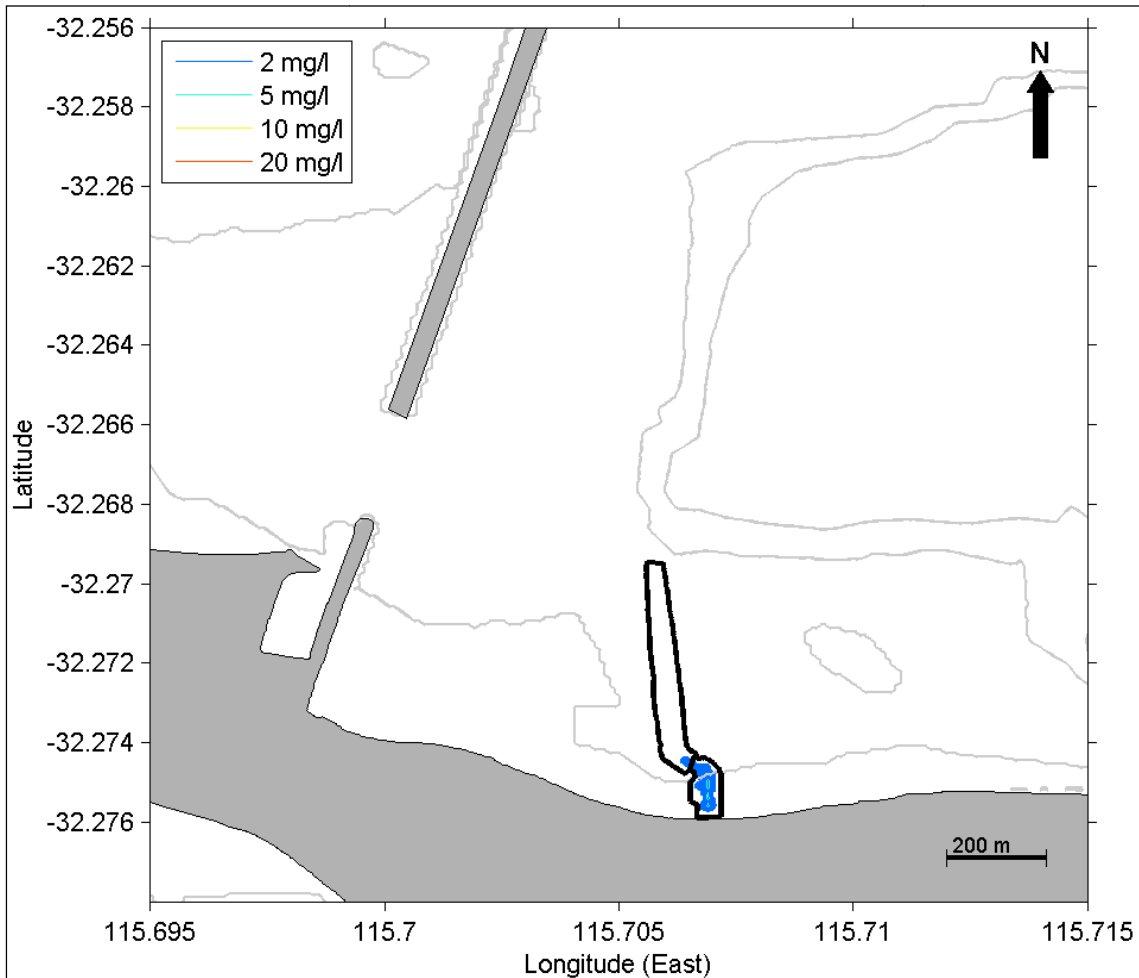 2 mg/l
5 mg/l
10 mg/l
20 mg/l
N
-32.256
-32.258
-32.26
-32.262
-32.264
-32.266
-32.268
-32.27
-32.272
-32.274
-32.276
Latitude
200 m
115.695
115.7
115.705
115.71
115.715
Longitude (East)